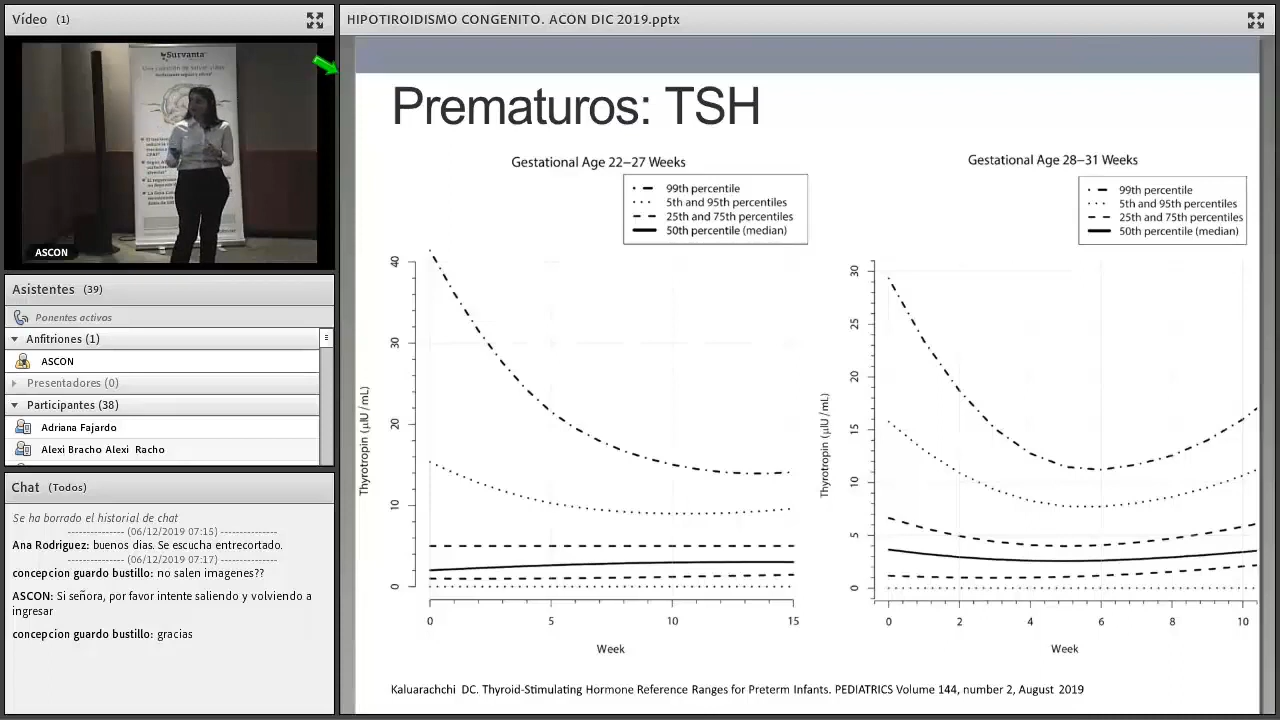 Vídeo (1)
Survanta
ASCON
Asistentes (39)
Ponentes activos
Anfitriones (1)
ASCON
Presentadores (0)
Participantes (38)
Adriana Fajardo
Alexi Bracho Alexi Racho
Chat (Todos)
Se ha borrado el historial de chat
--------------- (06/12/2019 07:15) ---------------
Ana Rodriguez: buenos dias. Se escucha entrecortado.
--------------- (06/12/2019 07:17) ---------------
concepcion guardo bustillo: no salen imagenes??
ASCON: Si señora, por favor intente saliendo y volviendo a
ingresar
concepcion guardo bustillo: gracias
HIPOTIROIDISMO CONGENITO. ACON DIC 2019.pptx
Prematuros: TSH
Gestational Age 22–27 Weeks
99th percentile
5th and 95th percentiles
25th and 75th percentiles
50th percentile (median)
Thyrotropin (µIU/mL)
40
30
20
10
0
0 5 10 15
Week
Gestational Age 28–31 Weeks
99th percentile
5th and 95th percentiles
25th and 75th percentiles
50th percentile (median)
Thyrotropin (µIU/mL)
30
25
20
15
10
5
0
0 2 4 6 8 10
Week
Kaluarachchi DC. Thyroid-Stimulating Hormone Reference Ranges for Preterm Infants. PEDIATRICS Volume 144, number 2, August 2019